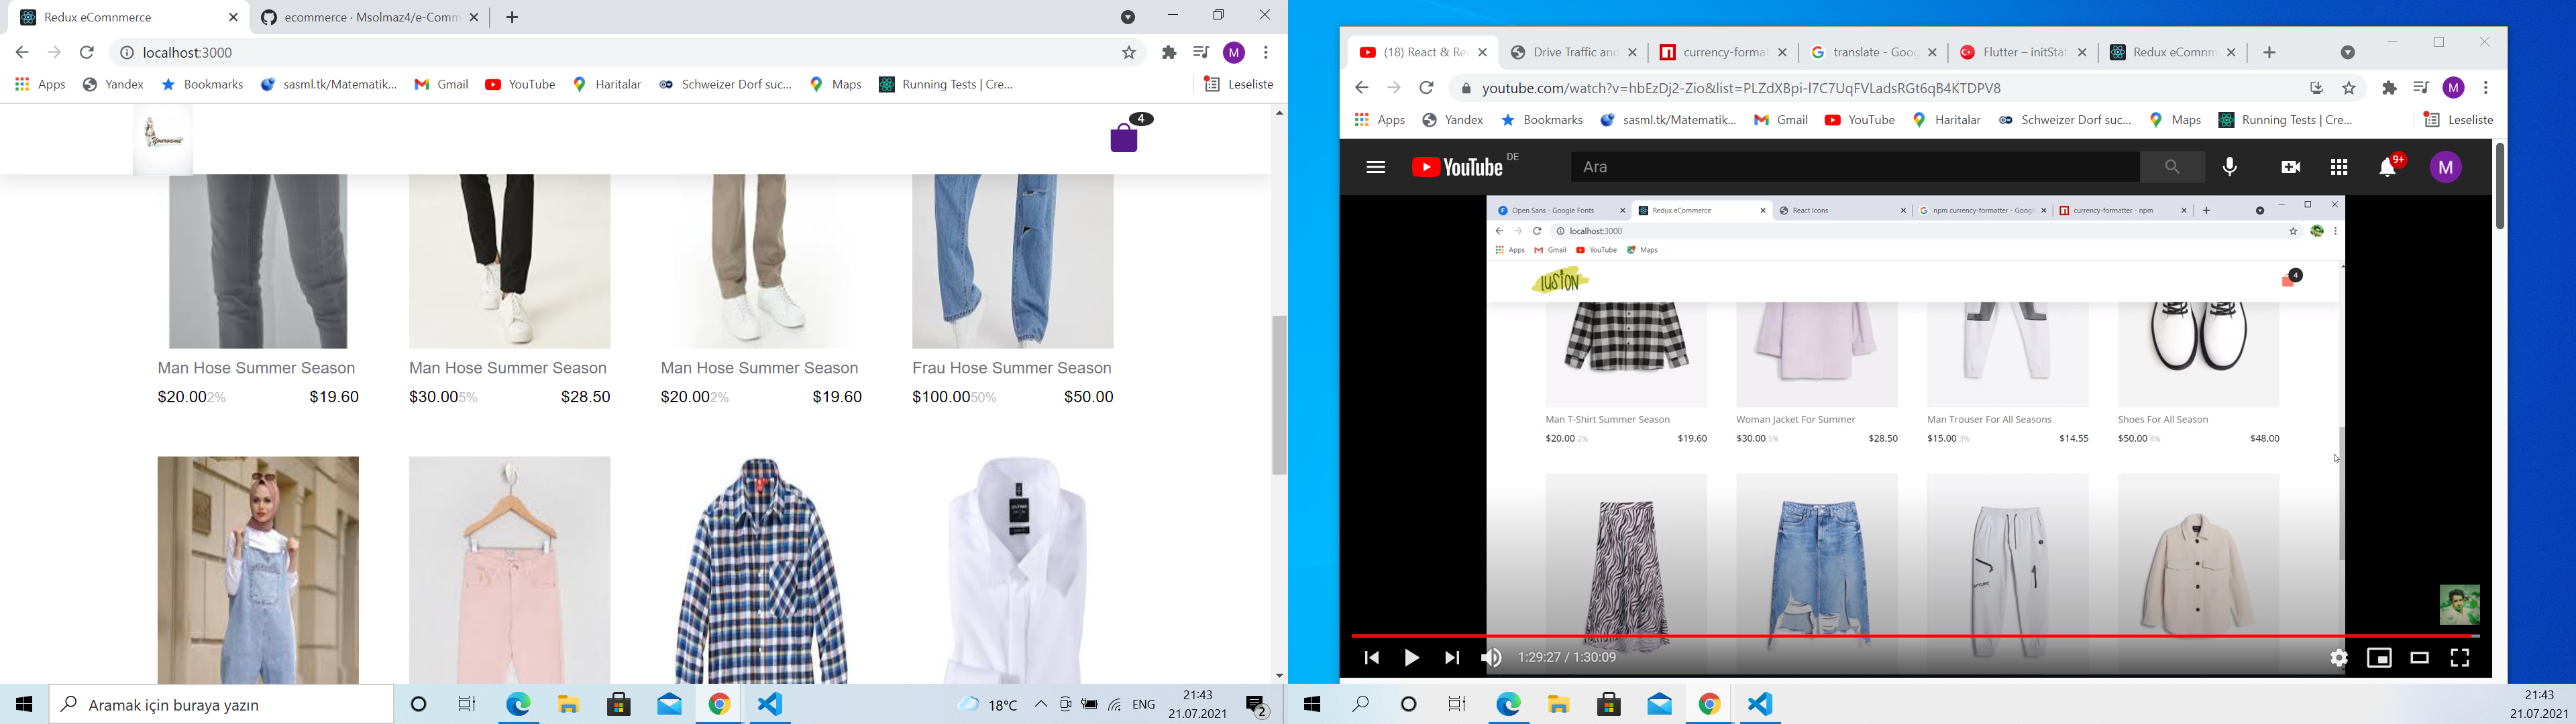 Redux eCommerce
ecommerce · Msolmaz4/e-Comm
localhost:3000
Apps
Yandex
Bookmarks
sasml.tk/Matematik...
Gmail
YouTube
Haritalar
Schweizer Dorf suc...
Maps
Running Tests | Cre...
Leseliste
M
Yourname
4
Man Hose Summer Season
$20.00 2% $19.60
Man Hose Summer Season
$30.00 5% $28.50
Man Hose Summer Season
$20.00 2% $19.60
Frau Hose Summer Season
$100.00 50% $50.00
Aramak için buraya yazın
18°C
ENG
21:43
21.07.2021
2
(18) React & Re
Drive Traffic and
currency-format
translate - Goog
Flutter – initStat
Redux eComm
youtube.com/watch?v=hbEzDj2-Zio&list=PLZdXBpi-I7C7UqFVLadsRGt6qB4KTDPV8
M
Apps
Yandex
Bookmarks
sasml.tk/Matematik...
Gmail
YouTube
Haritalar
Schweizer Dorf suc...
Maps
Running Tests | Cre...
Leseliste
YouTube DE
Ara
9+
M
Open Sans - Google Fonts
Redux eCommerce
React Icons
npm currency-formatter - Googl
currency-formatter - npm
localhost:3000
Apps
Gmail
YouTube
Maps
lusion
4
Man T-Shirt Summer Season
$20.00 2% $19.60
Woman Jacket For Summer
$30.00 5% $28.50
Man Trouser For All Seasons
$15.00 3% $14.55
Shoes For All Season
$50.00 4% $48.00
1:29:27 / 1:30:09
21:43
21.07.2021